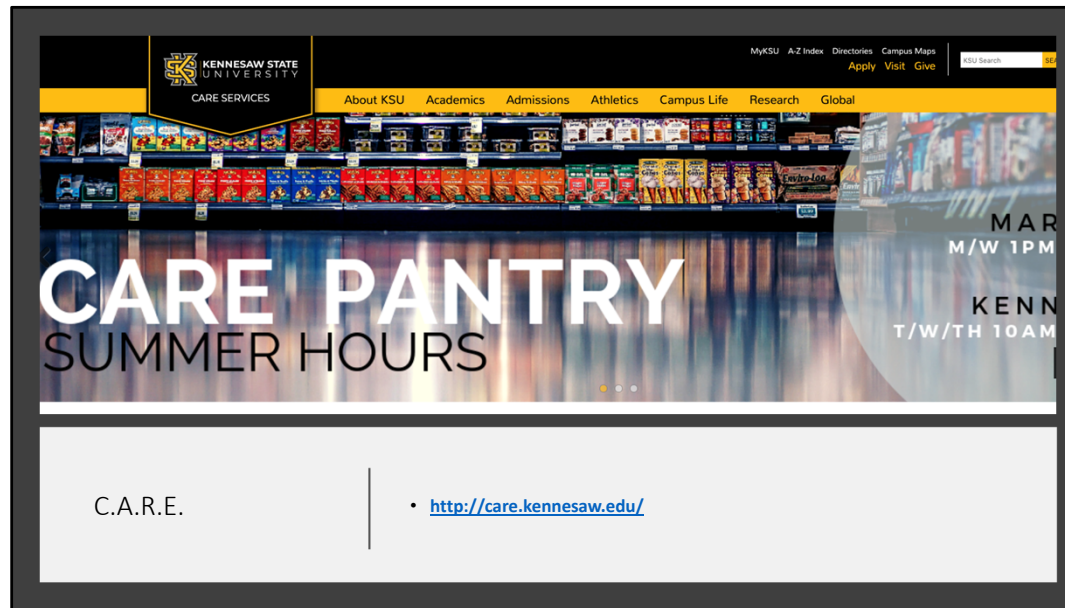 MyKSU A-Z Index Directories Campus Maps
Apply Visit Give
KSU Search
KENNESAW STATE
UNIVERSITY
CARE SERVICES
About KSU Academics Admissions Athletics Campus Life Research Global
CARE PANTRY
SUMMER HOURS
MAR
M/W 1PM
KENN
T/W/TH 10AM
C.A.R.E.
• http://care.kennesaw.edu/